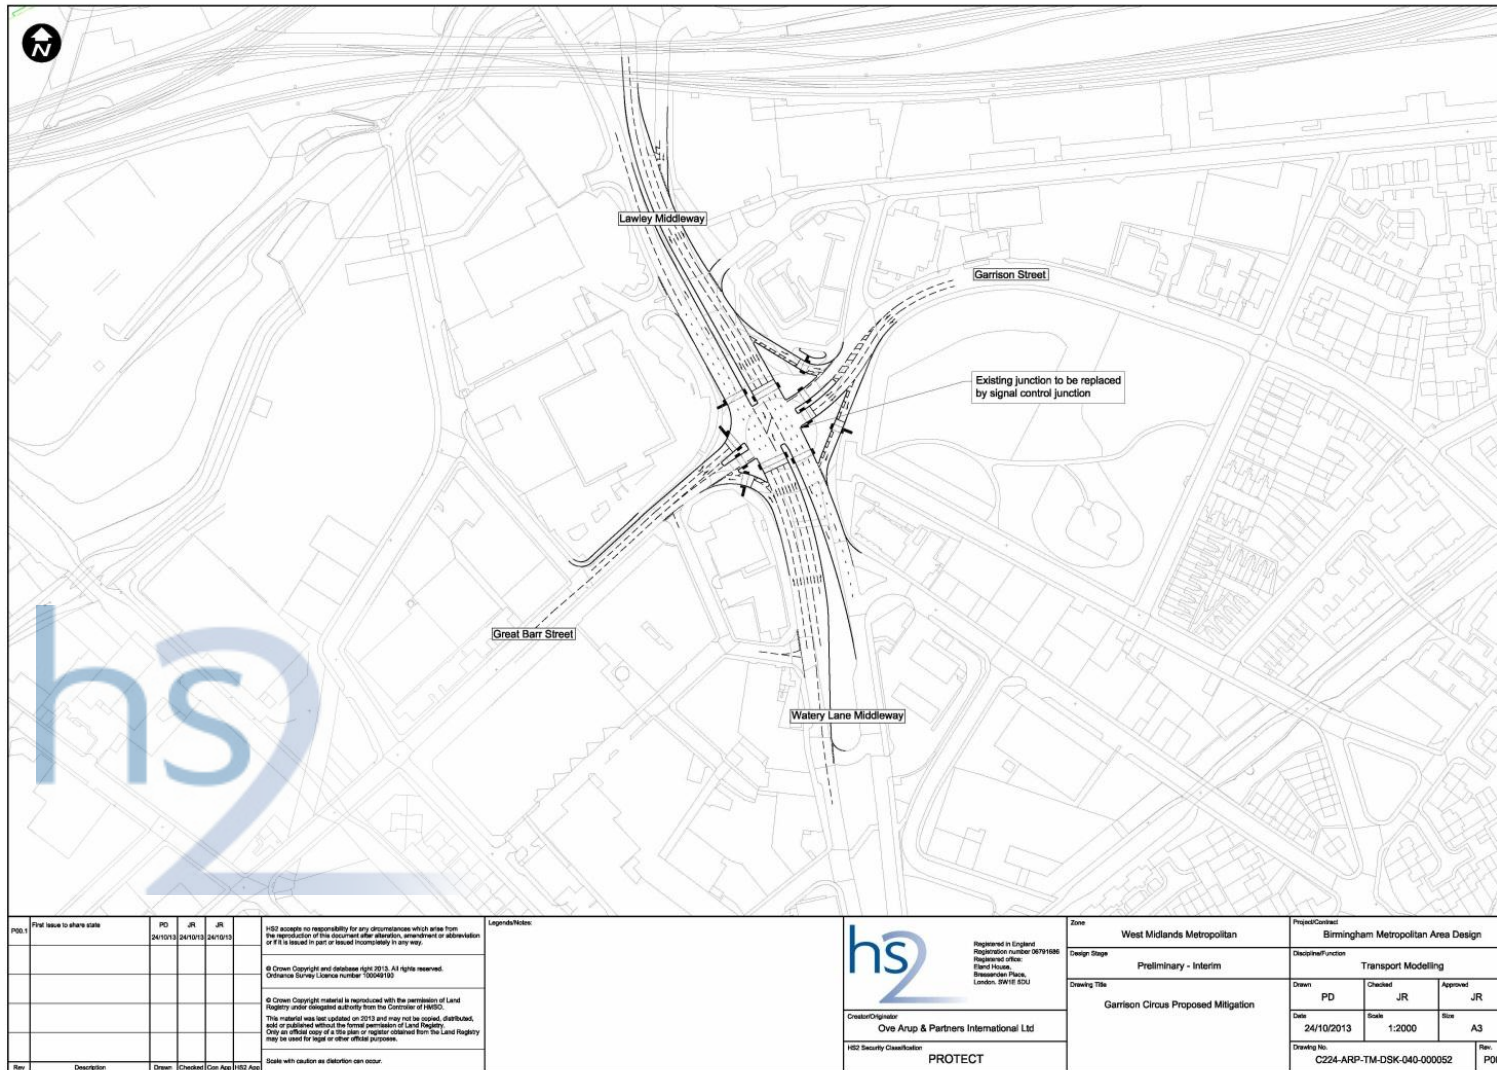 N
Lawley Middleway
Garrison Street
Existing junction to be replaced
by signal control junction
Great Barr Street
Watery Lane Middleway
hs2
P00.1
First issue to share state
PD
JR
JR
24/10/13
24/10/13
24/10/13
Rev
Description
Drawn
Checked
Con App
HS2 App
HS2 accepts no responsibility for any circumstances which arise from
the reproduction of this document after alteration, amendment or abbreviation
or if it is issued in part or issued incompletely in any way.
© Crown Copyright and database right 2013. All rights reserved.
Ordnance Survey Licence number 100049190
© Crown Copyright material is reproduced with the permission of Land
Registry under delegated authority from the Controller of HMSO.
This material was last updated on 2013 and may not be copied, distributed,
sold or published without the formal permission of Land Registry.
Only an official copy of a title plan or register obtained from the Land Registry
may be used for legal or other official purposes.
Scale with caution as distortion can occur.
Legends/Notes:
hs2
Registered in England
Registration number 06791686
Registered office:
Eland House,
Bressenden Place,
London, SW1E 5DU
Creator/Originator
Ove Arup & Partners International Ltd
HS2 Security Classification
PROTECT
Zone
West Midlands Metropolitan
Design Stage
Preliminary - Interim
Drawing Title
Garrison Circus Proposed Mitigation
Project/Contract
Birmingham Metropolitan Area Design
Discipline/Function
Transport Modelling
Drawn
PD
Checked
JR
Approved
JR
Date
24/10/2013
Scale
1:2000
Size
A3
Drawing No.
C224-ARP-TM-DSK-040-000052
Rev.